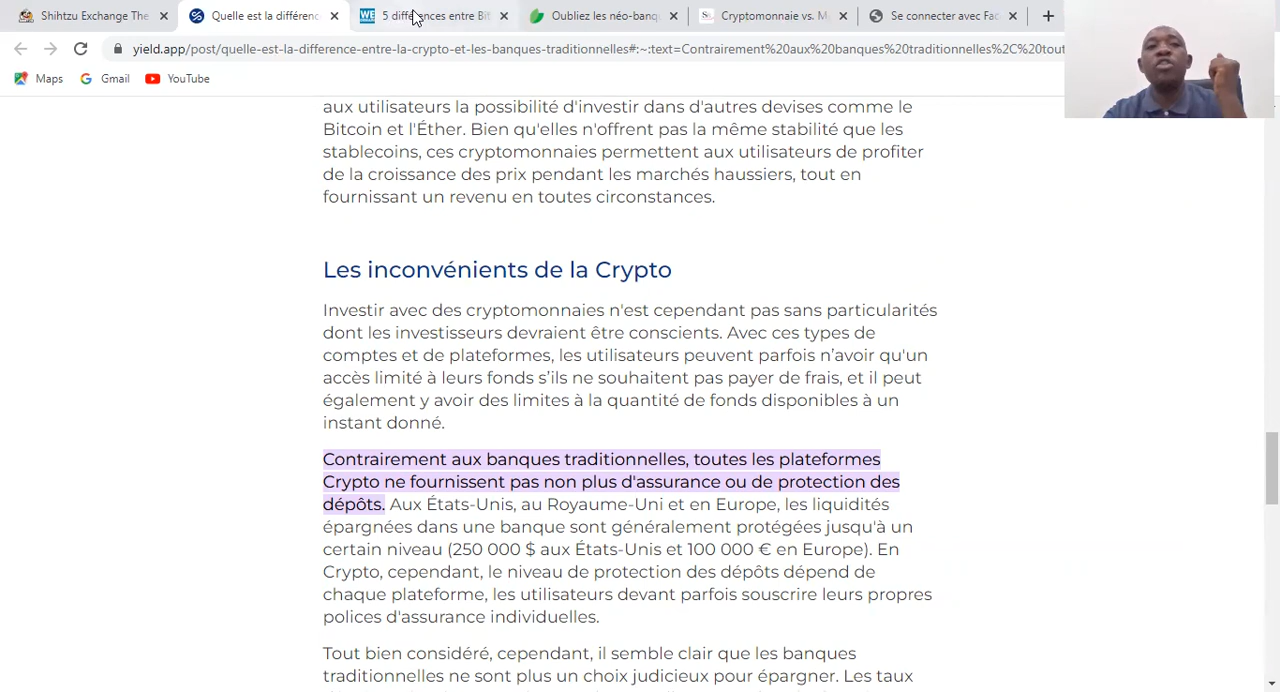 Shihtzu Exchange The
Quelle est la différenc
5 différences entre Bit
Oubliez les néo-banqu
Cryptomonnaie vs. M
Se connecter avec Fac
yield.app/post/quelle-est-la-difference-entre-la-crypto-et-les-banques-traditionnelles#:~:text=Contrairement%20aux%20banques%20traditionnelles%2C%20tout
Maps
Gmail
YouTube
aux utilisateurs la possibilité d'investir dans d'autres devises comme le
Bitcoin et l'Éther. Bien qu'elles n'offrent pas la même stabilité que les
stablecoins, ces cryptomonnaies permettent aux utilisateurs de profiter
de la croissance des prix pendant les marchés haussiers, tout en
fournissant un revenu en toutes circonstances.
Les inconvénients de la Crypto
Investir avec des cryptomonnaies n'est cependant pas sans particularités
dont les investisseurs devraient être conscients. Avec ces types de
comptes et de plateformes, les utilisateurs peuvent parfois n’avoir qu'un
accès limité à leurs fonds s’ils ne souhaitent pas payer de frais, et il peut
également y avoir des limites à la quantité de fonds disponibles à un
instant donné.
Contrairement aux banques traditionnelles, toutes les plateformes
Crypto ne fournissent pas non plus d'assurance ou de protection des
dépôts. Aux États-Unis, au Royaume-Uni et en Europe, les liquidités
épargnées dans une banque sont généralement protégées jusqu'à un
certain niveau (250 000 $ aux États-Unis et 100 000 € en Europe). En
Crypto, cependant, le niveau de protection des dépôts dépend de
chaque plateforme, les utilisateurs devant parfois souscrire leurs propres
polices d'assurance individuelles.
Tout bien considéré, cependant, il semble clair que les banques
traditionnelles ne sont plus un choix judicieux pour épargner. Les taux